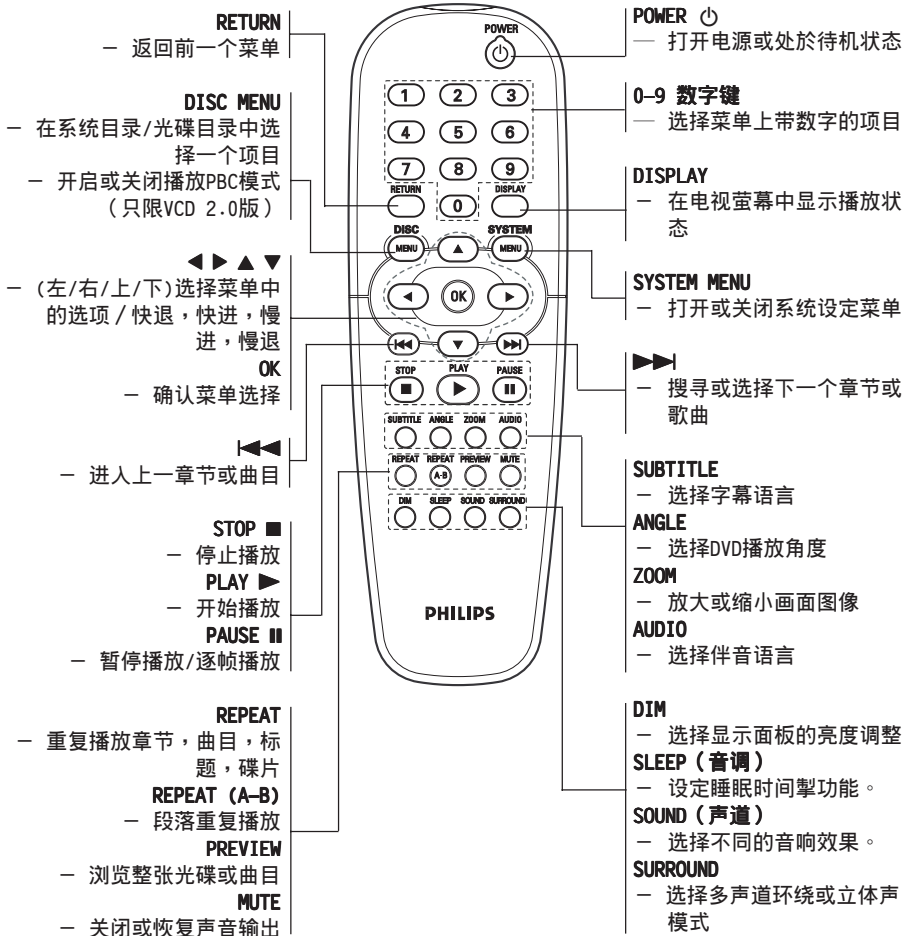 RETURN
— 返回前一个菜单
DISC MENU
— 在系统目录/光碟目录中选
择一个项目
— 开启或关闭播放PBC模式
（只限VCD 2.0版）
◀ ▶ ▲ ▼
— (左/右/上/下)选择菜单中
的选项／快退，快进，慢
进，慢退
OK
— 确认菜单选择
|◀◀
— 进入上一章节或曲目
STOP ■
— 停止播放
PLAY ▶
— 开始播放
PAUSE II
— 暂停播放/逐帧播放
REPEAT
— 重复播放章节，曲目，标
题，碟片
REPEAT (A–B)
— 段落重复播放
PREVIEW
— 浏览整张光碟或曲目
MUTE
— 关闭或恢复声音输出
POWER
1 2 3
4 5 6
7 8 9
RETURN 0 DISPLAY
DISC SYSTEM
MENU MENU
OK
STOP PLAY PAUSE
SUBTITLE ANGLE ZOOM AUDIO
REPEAT REPEAT PREVIEW MUTE
A-B
DIM SLEEP SOUND SURROUND
PHILIPS
POWER ⏻
— 打开电源或处於待机状态
0–9 数字键
— 选择菜单上带数字的项目
DISPLAY
— 在电视萤幕中显示播放状
态
SYSTEM MENU
— 打开或关闭系统设定菜单
▶▶|
— 搜寻或选择下一个章节或
歌曲
SUBTITLE
— 选择字幕语言
ANGLE
— 选择DVD播放角度
ZOOM
— 放大或缩小画面图像
AUDIO
— 选择伴音语言
DIM
— 选择显示面板的亮度调整
SLEEP（音调）
— 设定睡眠时间掣功能。
SOUND（声道）
— 选择不同的音响效果。
SURROUND
— 选择多声道环绕或立体声
模式